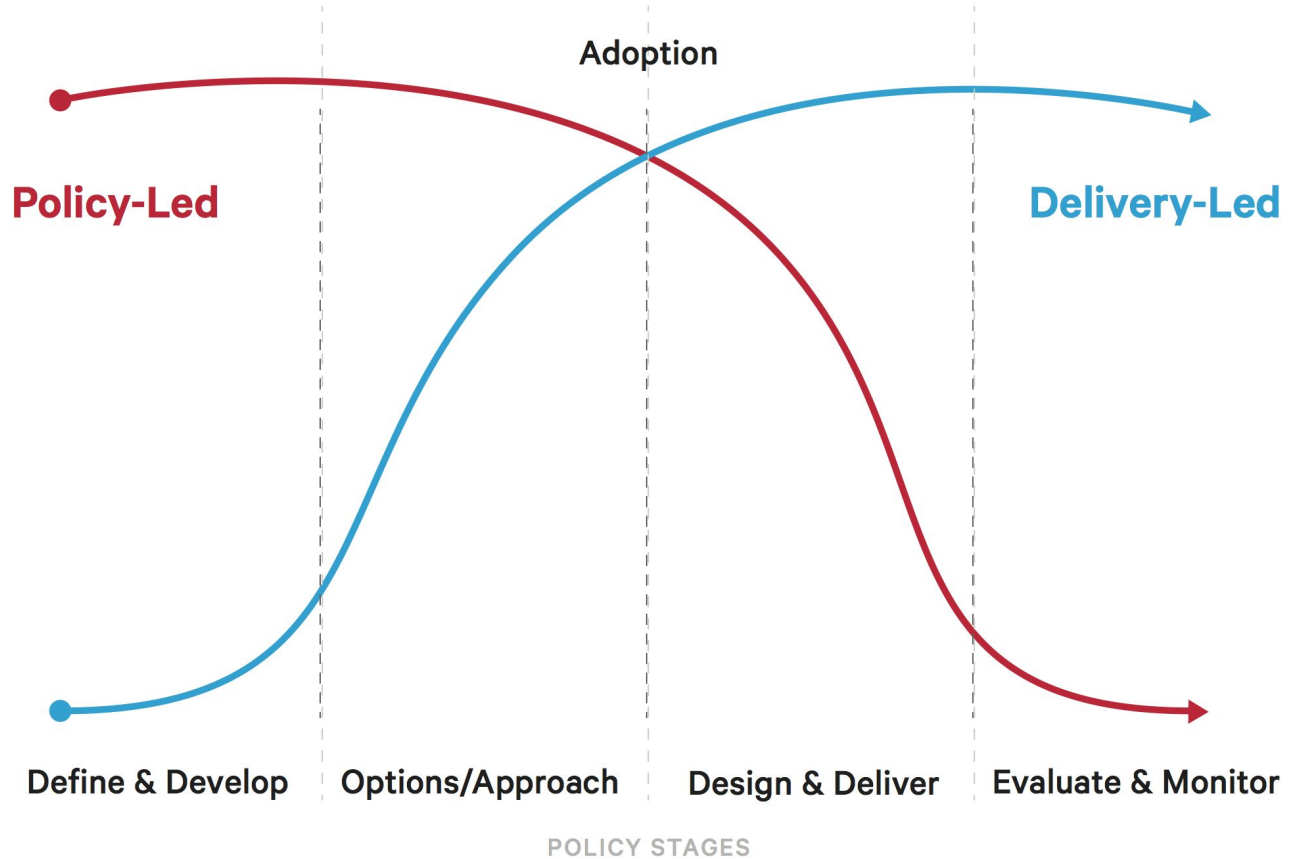 Adoption
Policy-Led
Delivery-Led
Define & Develop
Options/Approach
Design & Deliver
Evaluate & Monitor
POLICY STAGES